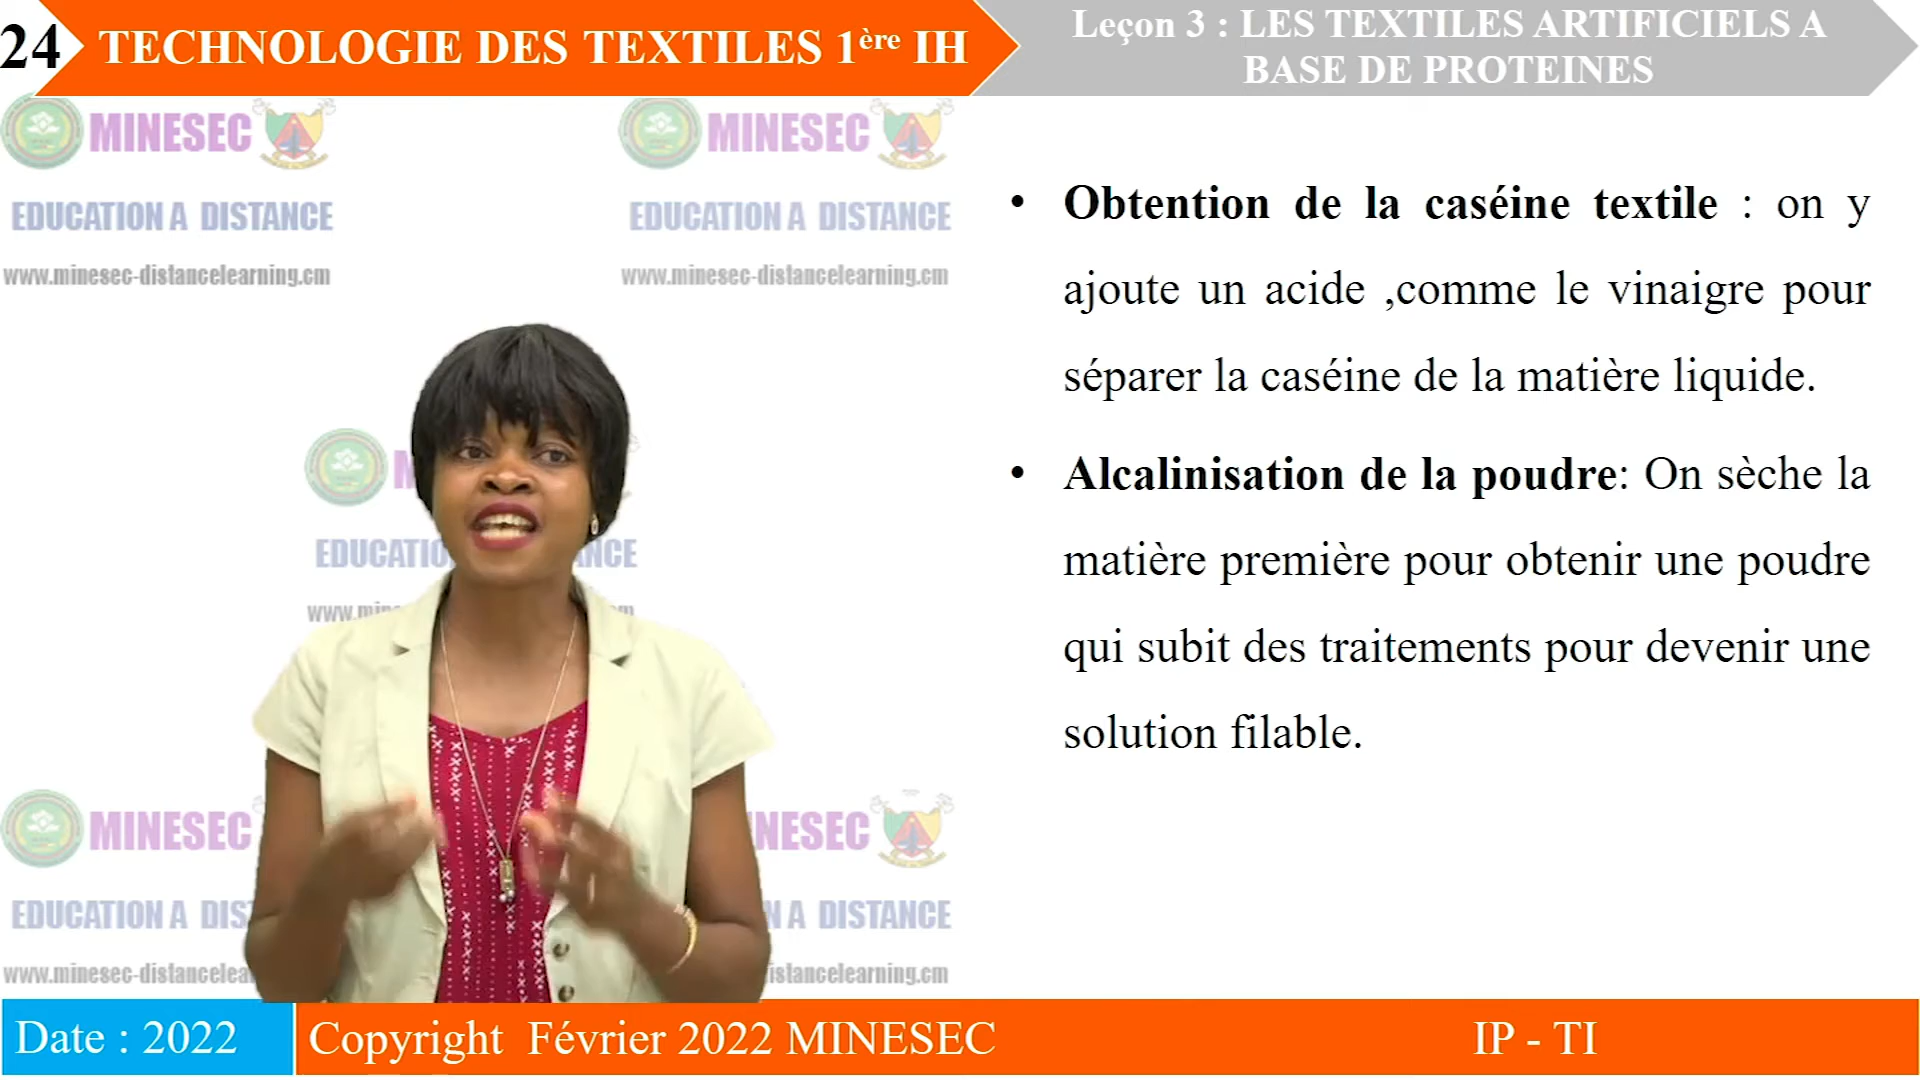 24
TECHNOLOGIE DES TEXTILES 1ère IH
Leçon 3 : LES TEXTILES ARTIFICIELS A
BASE DE PROTEINES
MINESEC
EDUCATION A DISTANCE
www.minesec-distancelearning.cm
MINESEC
EDUCATION A DISTANCE
www.minesec-distancelearning.cm
• Obtention de la caséine textile : on y
ajoute un acide ,comme le vinaigre pour
séparer la caséine de la matière liquide.
• Alcalinisation de la poudre: On sèche la
matière première pour obtenir une poudre
qui subit des traitements pour devenir une
solution filable.
MINESEC
EDUCATION A DIS
www.minesec-distancelea
NESEC
N A DISTANCE
istancelearning.cm
Date : 2022
Copyright Février 2022 MINESEC
IP - TI